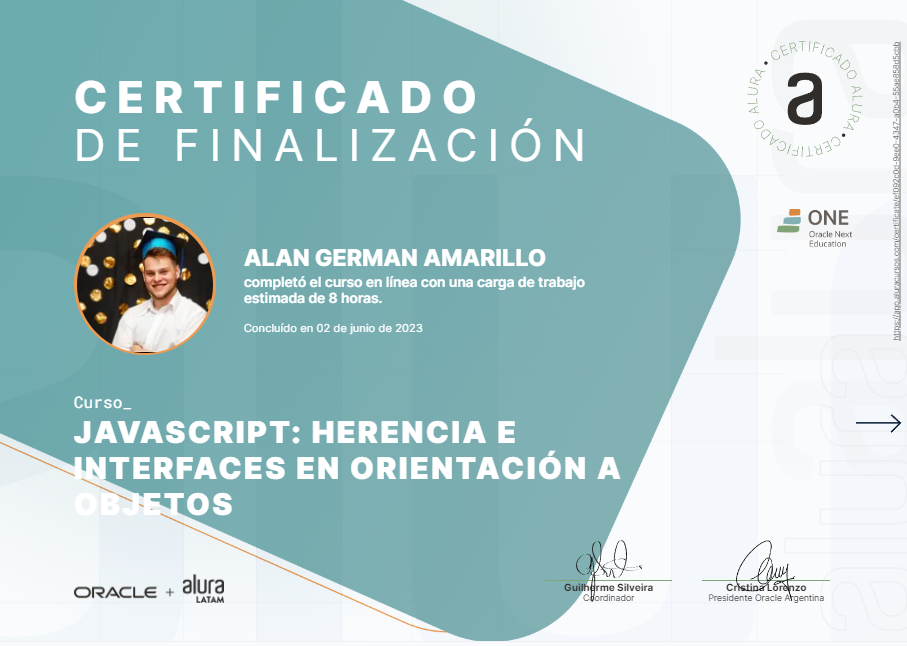 CERTIFICADO
DE FINALIZACIÓN
CERTIFICADO ALURA • CERTIFICADO ALURA •
a
ONE
Oracle Next
Education
ALAN GERMAN AMARILLO
completó el curso en línea con una carga de trabajo
estimada de 8 horas.
Concluído en 02 de junio de 2023
Curso_
JAVASCRIPT: HERENCIA E
INTERFACES EN ORIENTACIÓN A
OBJETOS
ORACLE + alura
LATAM
Guilherme Silveira
Coordinador
Cristina Lorenzo
Presidente Oracle Argentina